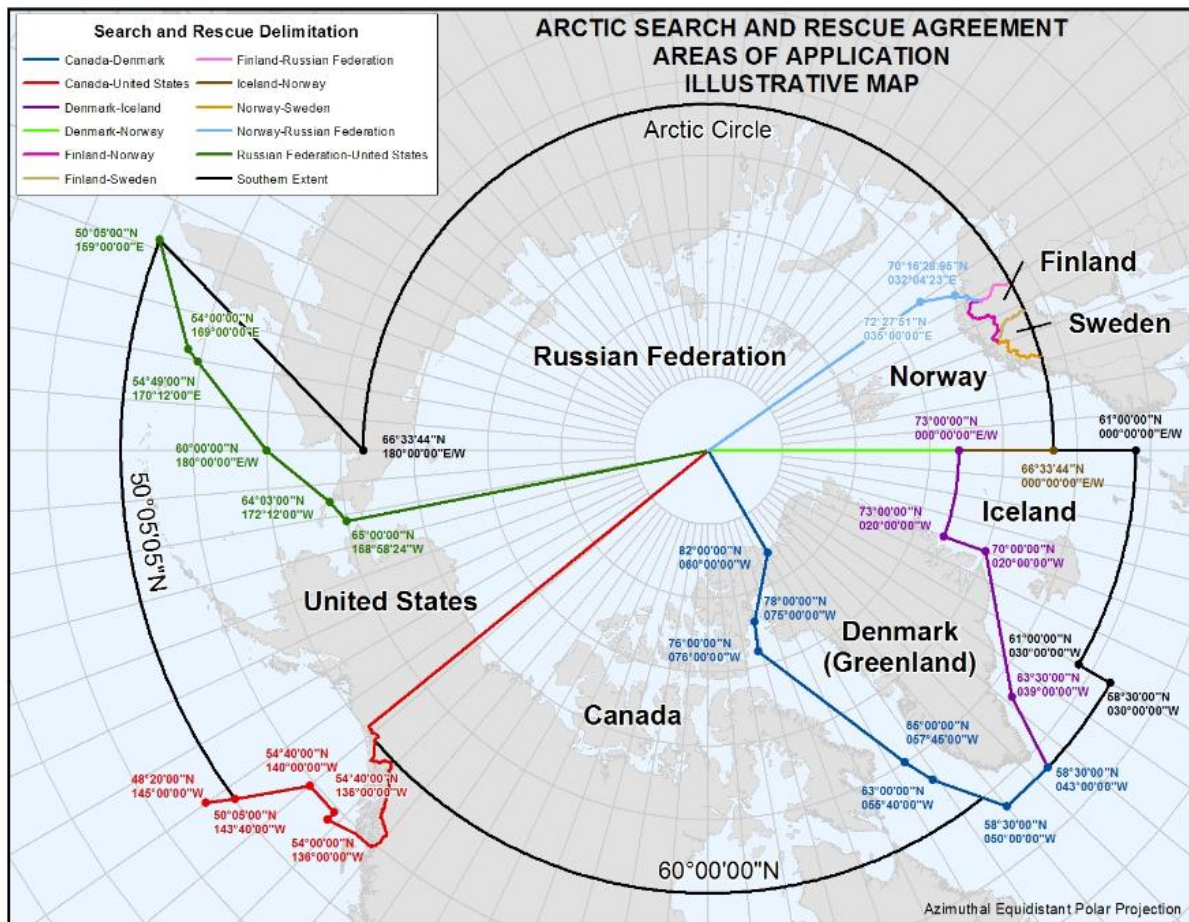 ARCTIC SEARCH AND RESCUE AGREEMENT
AREAS OF APPLICATION
ILLUSTRATIVE MAP
Search and Rescue Delimitation
Canada-Denmark
Canada-United States
Denmark-Iceland
Denmark-Norway
Finland-Norway
Finland-Sweden
Finland-Russian Federation
Iceland-Norway
Norway-Sweden
Norway-Russian Federation
Russian Federation-United States
Southern Extent
Arctic Circle
50°05'00"N
159°00'00"E
54°00'00"N
169°00'00"E
54°49'00"N
170°12'00"E
60°00'00"N
180°00'00"E/W
64°03'00"N
172°12'00"W
65°00'00"N
168°58'24"W
66°33'44"N
180°00'00"E/W
50°05'05"N
70°16'28.95"N
032°04'23"E
72°27'51"N
035°00'00"E
Finland
Sweden
Norway
Russian Federation
73°00'00"N
000°00'00"E/W
61°00'00"N
000°00'00"E/W
66°33'44"N
000°00'00"E/W
Iceland
73°00'00"N
020°00'00"W
70°00'00"N
020°00'00"W
82°00'00"N
060°00'00"W
78°00'00"N
075°00'00"W
76°00'00"N
076°00'00"W
United States
Denmark
(Greenland)
Canada
61°00'00"N
030°00'00"W
63°30'00"N
039°00'00"W
58°30'00"N
030°00'00"W
65°00'00"N
057°45'00"W
63°00'00"N
055°40'00"W
58°30'00"N
043°00'00"W
58°30'00"N
050°00'00"W
48°20'00"N
145°00'00"W
50°05'00"N
143°40'00"W
54°40'00"N
140°00'00"W
54°40'00"N
136°00'00"W
54°00'00"N
136°00'00"W
60°00'00"N
Azimuthal Equidistant Polar Projection